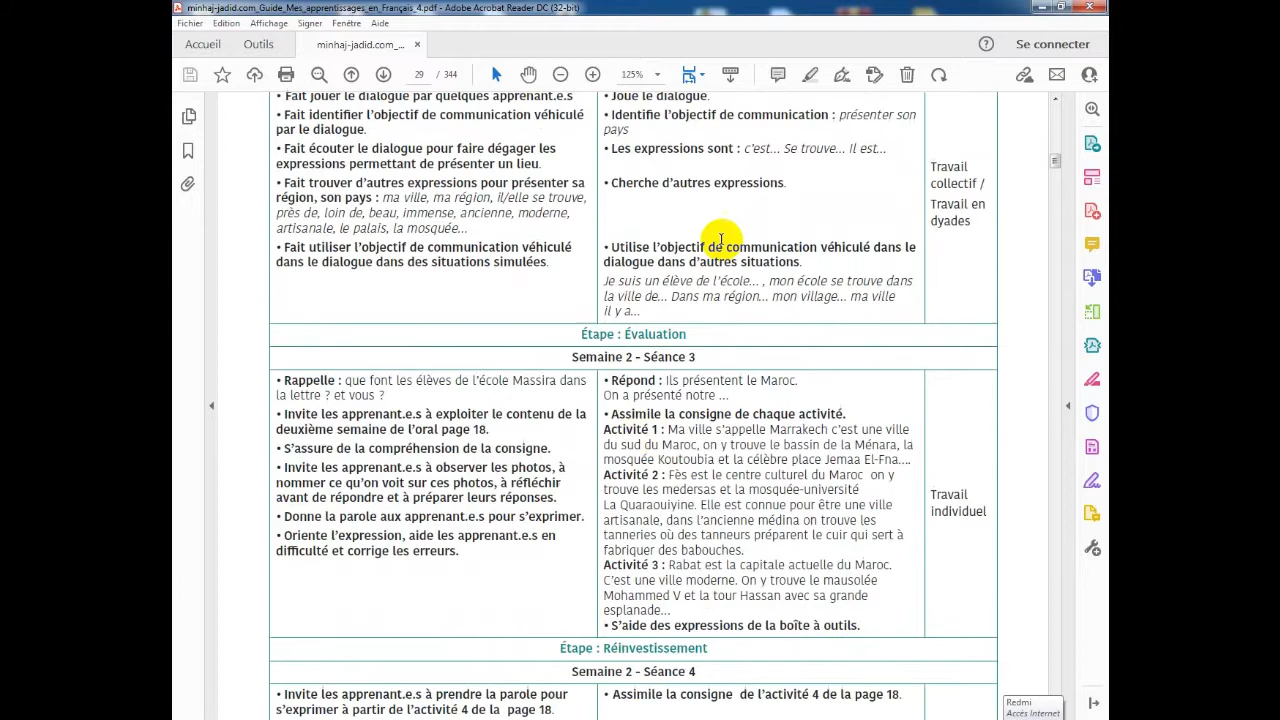 minhaj-jadid.com_Guide_Mes_apprentissages_en_Français_4.pdf - Adobe Acrobat Reader DC (32-bit)
Fichier Edition Affichage Signer Fenêtre Aide
Accueil Outils minhaj-jadid.com_... × Se connecter
29 / 344 125%
• Fait jouer le dialogue par quelques apprenant.e.s
• Fait identifier l'objectif de communication véhiculé
par le dialogue.
• Fait écouter le dialogue pour faire dégager les
expressions permettant de présenter un lieu.
• Fait trouver d'autres expressions pour présenter sa
région, son pays : ma ville, ma région, il/elle se trouve,
près de, loin de, beau, immense, ancienne, moderne,
artisanale, le palais, la mosquée...
• Fait utiliser l'objectif de communication véhiculé
dans le dialogue dans des situations simulées.
• Joue le dialogue.
• Identifie l'objectif de communication : présenter son
pays
• Les expressions sont : c'est... Se trouve... Il est...
• Cherche d'autres expressions.
• Utilise l'objectif de communication véhiculé dans le
dialogue dans d'autres situations.
Je suis un élève de l'école... , mon école se trouve dans
la ville de... Dans ma région... mon village... ma ville
il y a...
Travail
collectif /
Travail en
dyades
Étape : Évaluation
Semaine 2 - Séance 3
• Rappelle : que font les élèves de l'école Massira dans
la lettre ? et vous ?
• Invite les apprenant.e.s à exploiter le contenu de la
deuxième semaine de l'oral page 18.
• S'assure de la compréhension de la consigne.
• Invite les apprenant.e.s à observer les photos, à
nommer ce qu'on voit sur ces photos, à réfléchir
avant de répondre et à préparer leurs réponses.
• Donne la parole aux apprenant.e.s pour s'exprimer.
• Oriente l'expression, aide les apprenant.e.s en
difficulté et corrige les erreurs.
• Répond : Ils présentent le Maroc.
On a présenté notre ...
• Assimile la consigne de chaque activité.
Activité 1 : Ma ville s'appelle Marrakech c'est une ville
du sud du Maroc, on y trouve le bassin de la Ménara, la
mosquée Koutoubia et la célèbre place Jemaa El-Fna....
Activité 2 : Fès est le centre culturel du Maroc on y
trouve les medersas et la mosquée-université
La Quaraouiyine. Elle est connue pour être une ville
artisanale, dans l'ancienne médina on trouve les
tanneries où des tanneurs préparent le cuir qui sert à
fabriquer des babouches.
Activité 3 : Rabat est la capitale actuelle du Maroc.
C'est une ville moderne. On y trouve le mausolée
Mohammed V et la tour Hassan avec sa grande
esplanade...
• S'aide des expressions de la boîte à outils.
Travail
individuel
Étape : Réinvestissement
Semaine 2 - Séance 4
• Invite les apprenant.e.s à prendre la parole pour
s'exprimer à partir de l'activité 4 de la page 18.
• Assimile la consigne de l'activité 4 de la page 18.
Redmi
Accès Internet